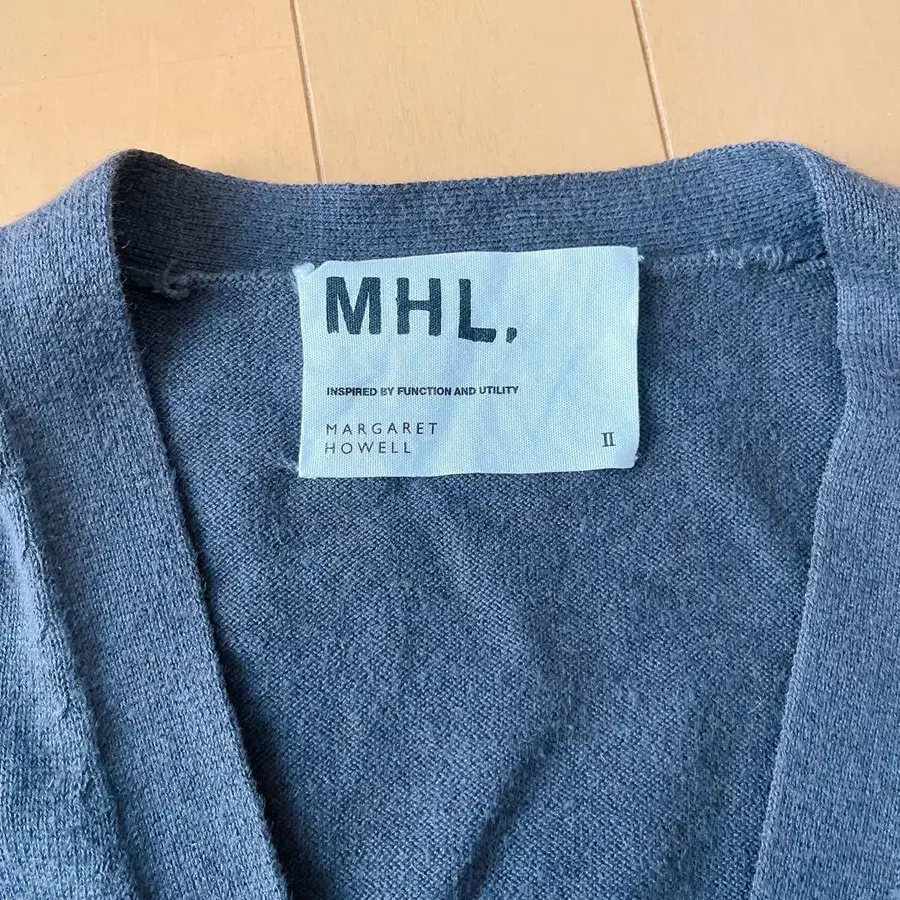 MHL.
INSPIRED BY FUNCTION AND UTILITY
MARGARET
HOWELL
II